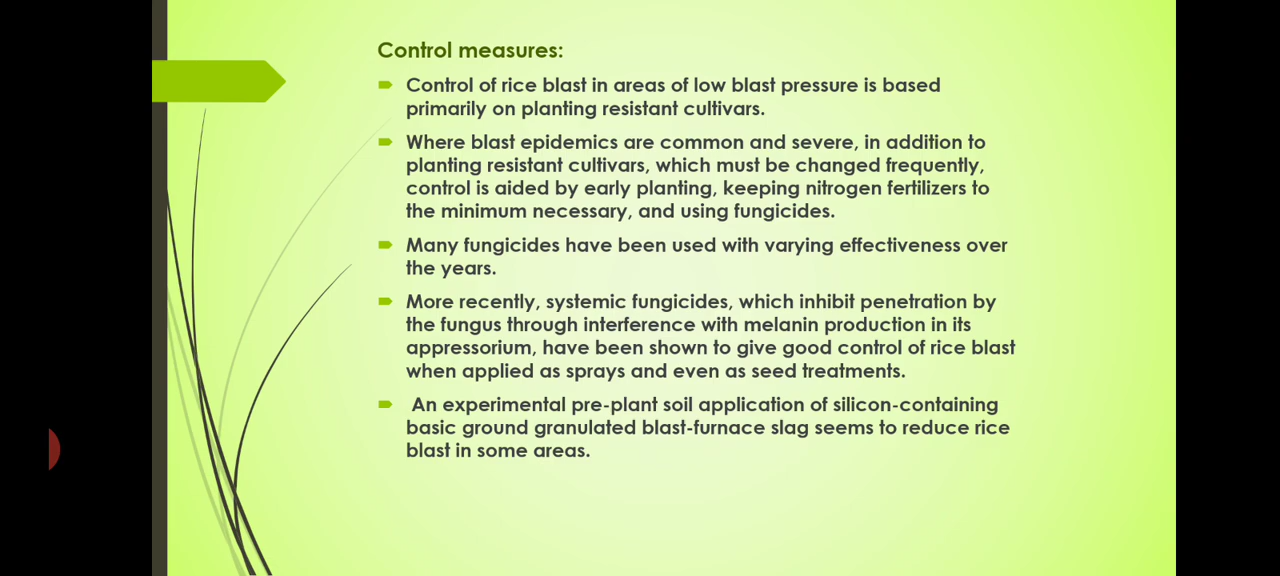 Control measures:
Control of rice blast in areas of low blast pressure is based
primarily on planting resistant cultivars.
Where blast epidemics are common and severe, in addition to
planting resistant cultivars, which must be changed frequently,
control is aided by early planting, keeping nitrogen fertilizers to
the minimum necessary, and using fungicides.
Many fungicides have been used with varying effectiveness over
the years.
More recently, systemic fungicides, which inhibit penetration by
the fungus through interference with melanin production in its
appressorium, have been shown to give good control of rice blast
when applied as sprays and even as seed treatments.
An experimental pre-plant soil application of silicon-containing
basic ground granulated blast-furnace slag seems to reduce rice
blast in some areas.